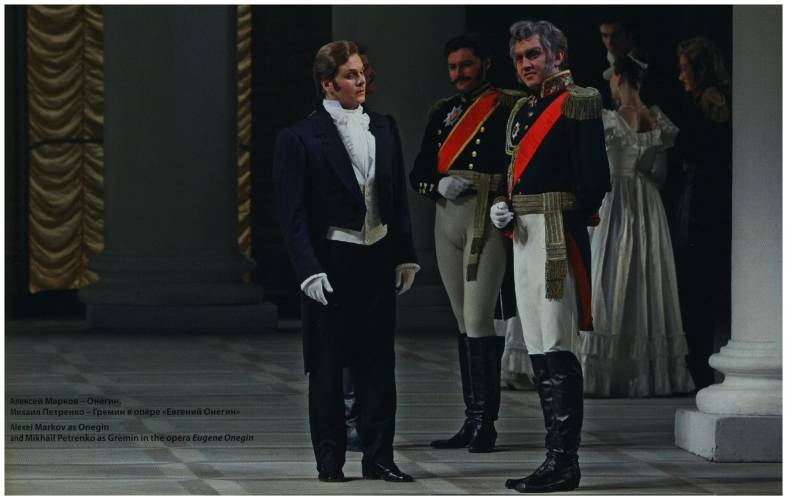 Алексей Марков – Онегин,
Михаил Петренко – Гремин в опере «Евгений Онегин»
Alexei Markov as Onegin
and Mikhail Petrenko as Gremin in the opera Eugene Onegin